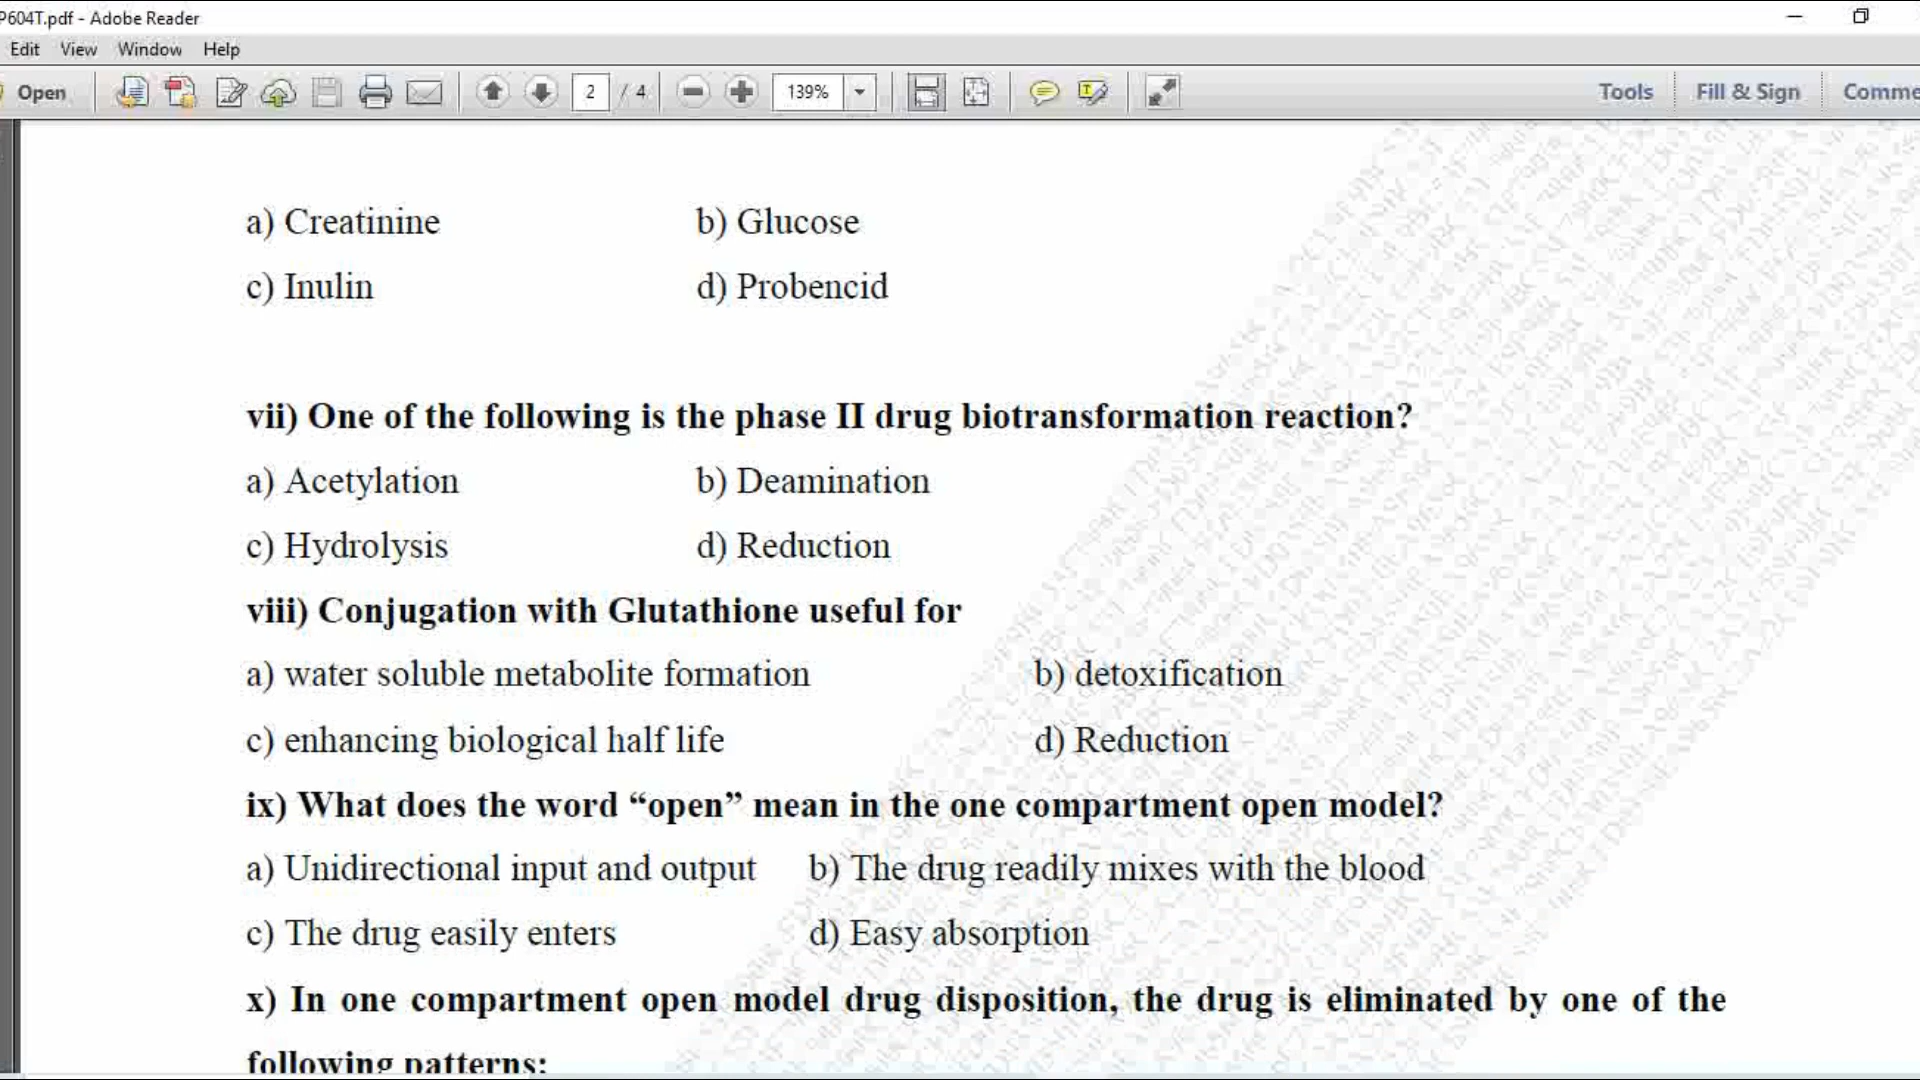 P604T.pdf - Adobe Reader
Edit View Window Help
Open 2 / 4 139% Tools Fill & Sign Comme
a) Creatinine b) Glucose
c) Inulin d) Probencid
vii) One of the following is the phase II drug biotransformation reaction?
a) Acetylation b) Deamination
c) Hydrolysis d) Reduction
viii) Conjugation with Glutathione useful for
a) water soluble metabolite formation b) detoxification
c) enhancing biological half life d) Reduction
ix) What does the word “open” mean in the one compartment open model?
a) Unidirectional input and output b) The drug readily mixes with the blood
c) The drug easily enters d) Easy absorption
x) In one compartment open model drug disposition, the drug is eliminated by one of the
following patterns: